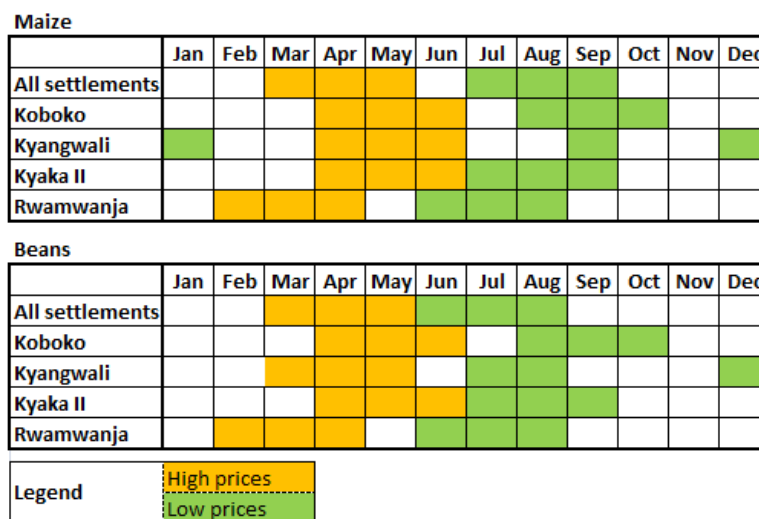 Maize
Jan Feb Mar Apr May Jun Jul Aug Sep Oct Nov Dec
All settlements
Koboko
Kyangwali
Kyaka II
Rwamwanja
Beans
Jan Feb Mar Apr May Jun Jul Aug Sep Oct Nov Dec
All settlements
Koboko
Kyangwali
Kyaka II
Rwamwanja
Legend
High prices
Low prices